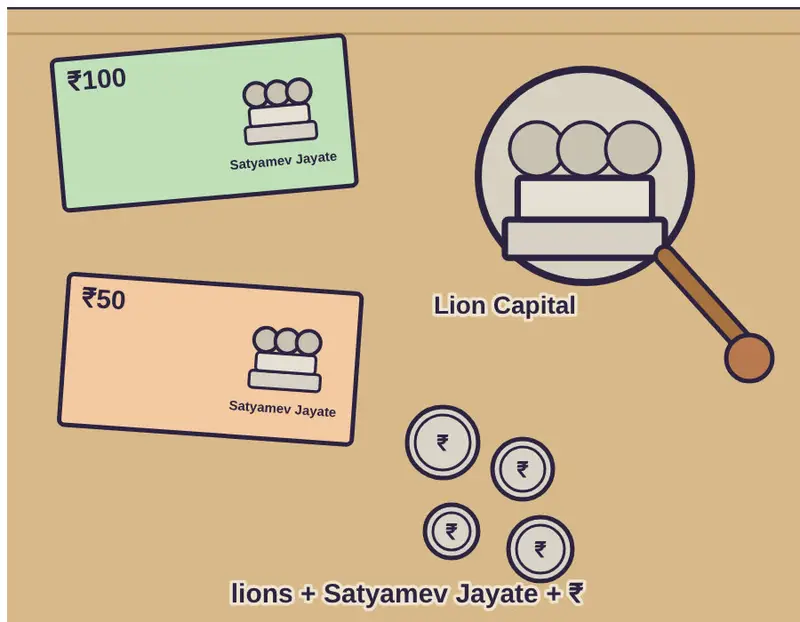 ₹100
Satyamev Jayate
Lion Capital
₹50
Satyamev Jayate
₹
₹
₹
₹
lions + Satyamev Jayate + ₹